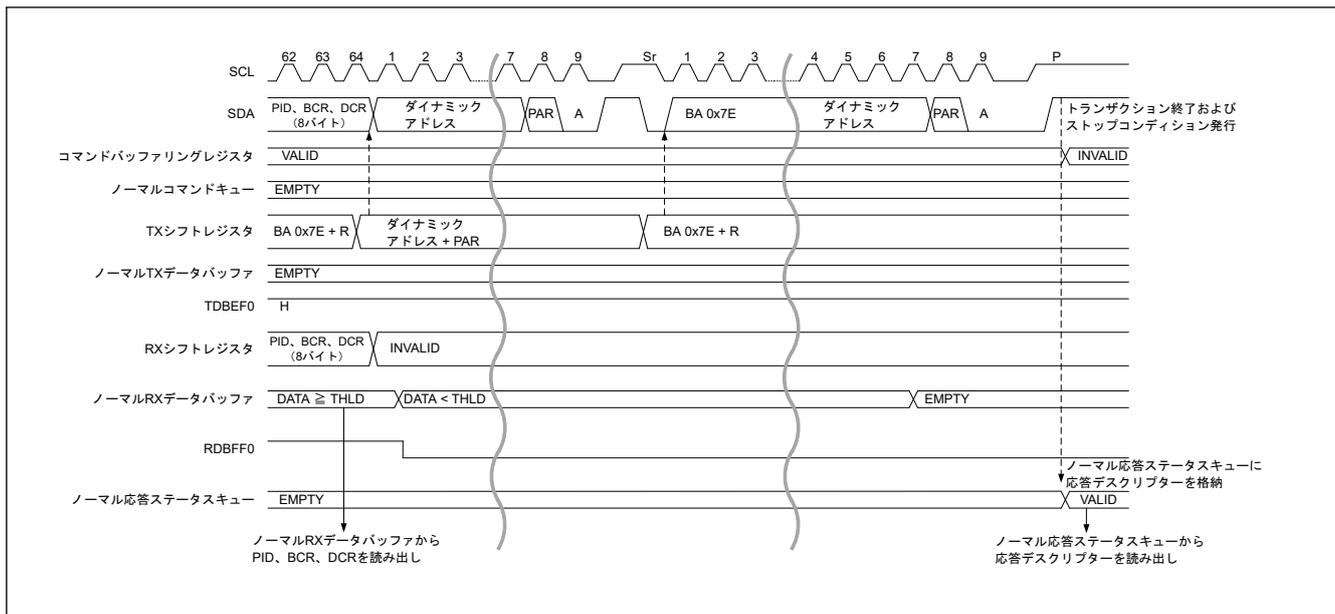 62 63 64 1 2 3 7 8 9 Sr 1 2 3 4 5 6 7 8 9 P
SCL
SDA
PID、BCR、DCR
(8バイト)
ダイナミック
アドレス
PAR
A
BA 0x7E
ダイナミック
アドレス
PAR
A
トランザクション終了および
ストップコンディション発行
コマンドバッファリングレジスタ
VALID
INVALID
ノーマルコマンドキュー
EMPTY
TXシフトレジスタ
BA 0x7E + R
ダイナミック
アドレス + PAR
BA 0x7E + R
ノーマルTXデータバッファ
EMPTY
TDBEF0
H
RXシフトレジスタ
PID、BCR、DCR
(8バイト)
INVALID
ノーマルRXデータバッファ
DATA ≧ THLD
DATA < THLD
EMPTY
RDBFF0
ノーマル応答ステータスキューに
応答デスクリプターを格納
ノーマル応答ステータスキュー
EMPTY
VALID
ノーマルRXデータバッファから
PID、BCR、DCRを読み出し
ノーマル応答ステータスキューから
応答デスクリプターを読み出し